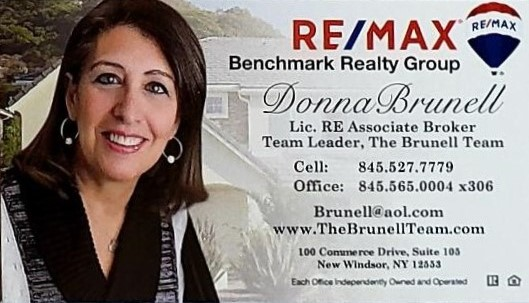 RE/MAX
RE/MAX
Benchmark Realty Group
Donna Brunell
Lic. RE Associate Broker
Team Leader, The Brunell Team
Cell: 845.527.7779
Office: 845.565.0004 x306
Brunell@aol.com
www.TheBrunellTeam.com
100 Commerce Drive, Suite 105
New Windsor, NY 12553
Each Office Independently Owned and Operated